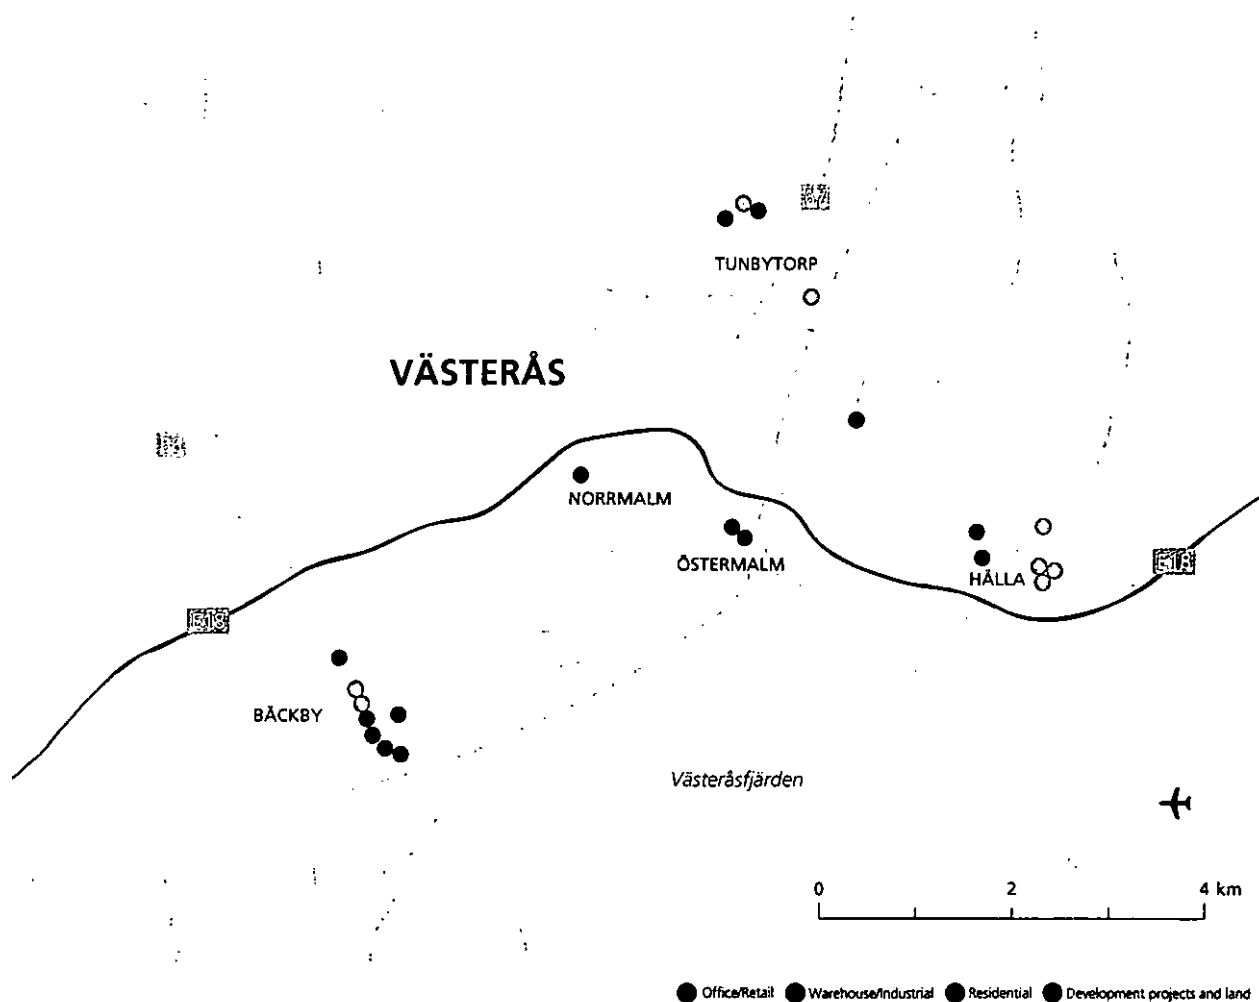 67
TUNBYTORP
VÄSTERÅS
NORRMALM
ÖSTERMALM
HÄLLA
E18
E18
BÄCKBY
Västeråsfjärden
0 2 4 km
Office/Retail Warehouse/Industrial Residential Development projects and land